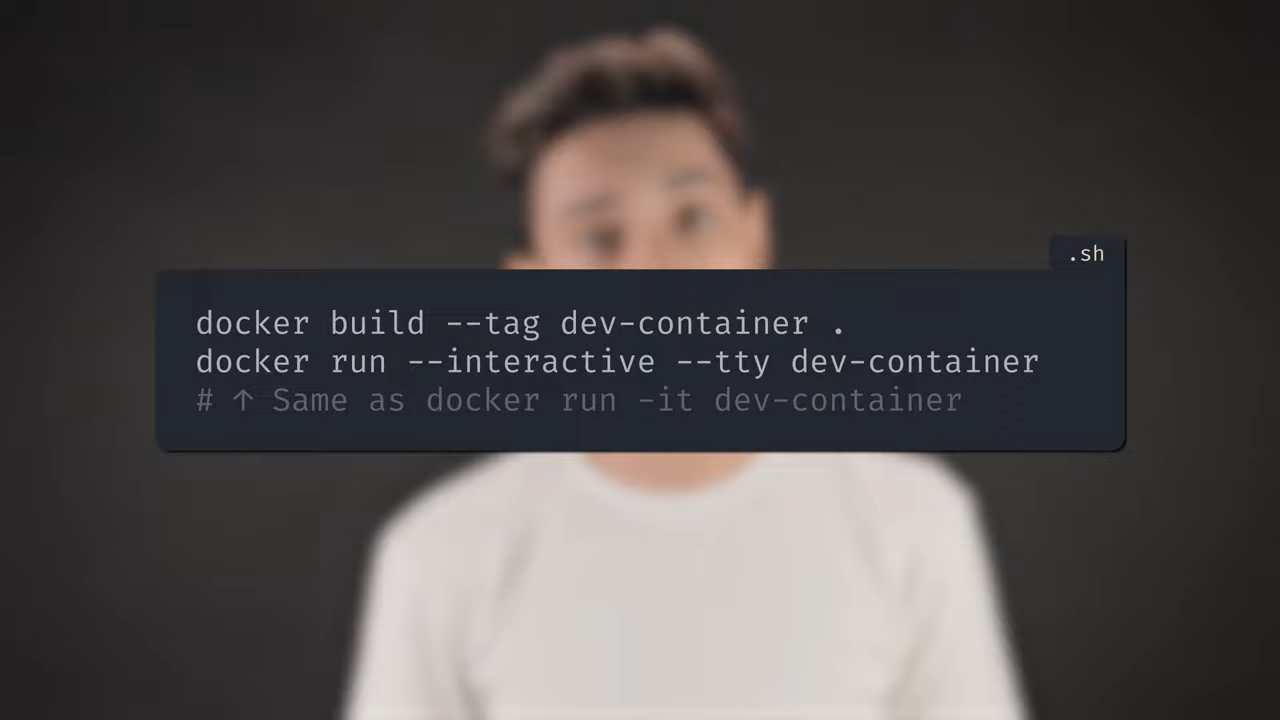 .sh
docker build --tag dev-container .
docker run --interactive --tty dev-container
# ↑ Same as docker run -it dev-container